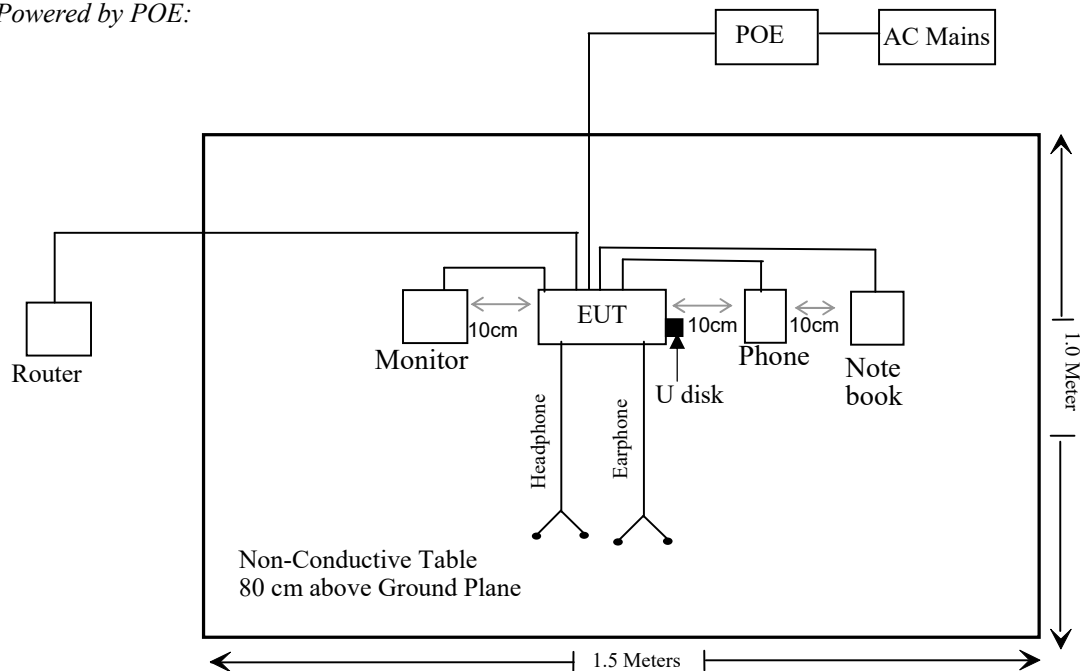 Powered by POE:
POE
AC Mains
EUT
10cm
10cm
10cm
Monitor
Phone
Router
Note
book
U disk
Headphone
Earphone
1.0 Meter
Non-Conductive Table
80 cm above Ground Plane
1.5 Meters